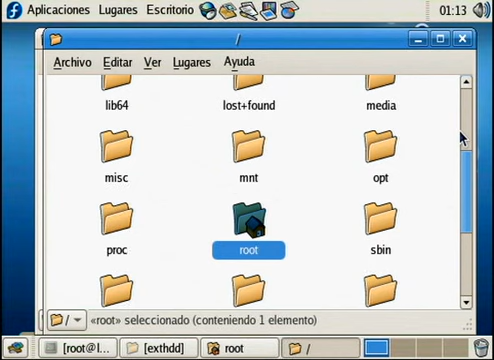 Aplicaciones Lugares Escritorio 01:13
/
Archivo Editar Ver Lugares Ayuda
lib64 lost+found media
misc mnt opt
proc root sbin
/ «root» seleccionado (conteniendo 1 elemento)
[root@l... [exthdd] root /